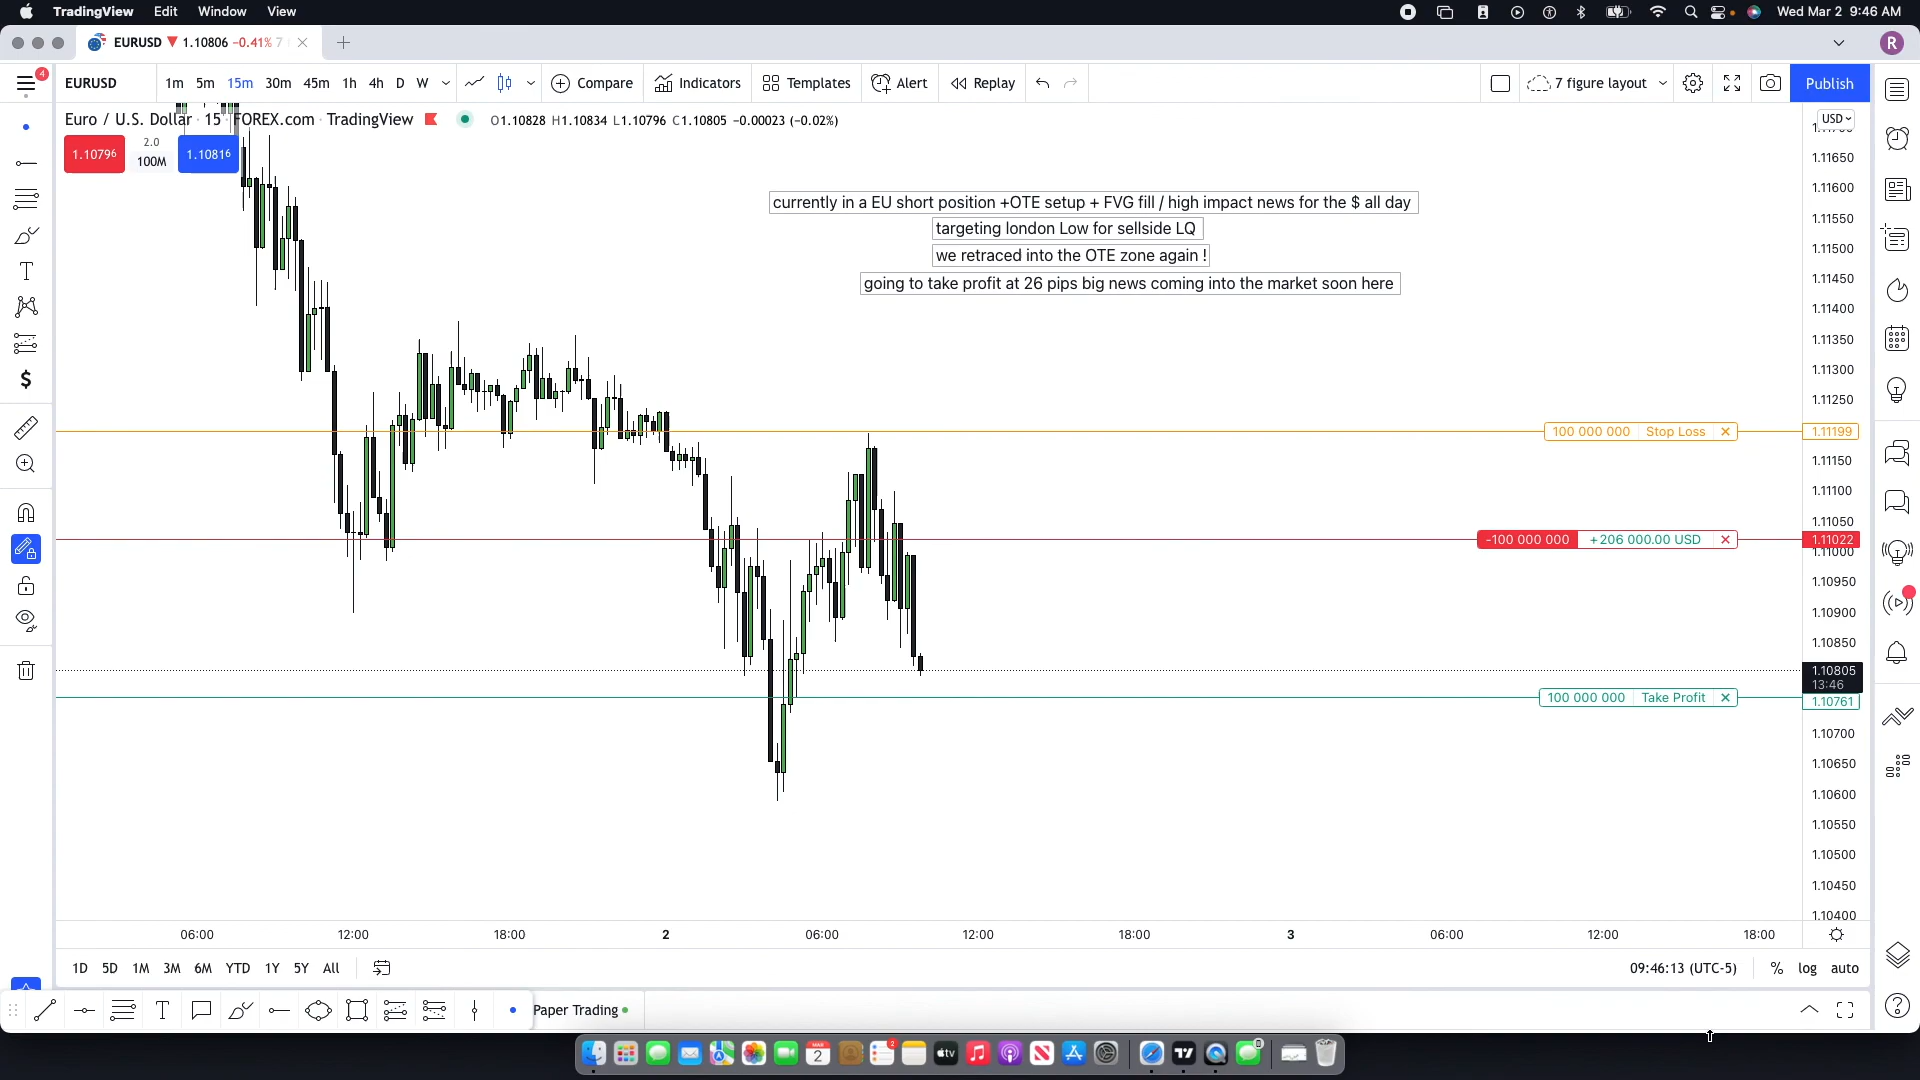 TradingView Edit Window View Wed Mar 2 9:46 AM
EURUSD ▼ 1.10806 −0.41% 7 R
4 EURUSD 1m 5m 15m 30m 45m 1h 4h D W Compare Indicators Templates Alert Replay 7 figure layout Publish
Euro / U.S. Dollar · 15 · FOREX.com · TradingView O1.10828 H1.10834 L1.10796 C1.10805 −0.00023 (−0.02%) USD
1.10796 2.0 100M 1.10816
currently in a EU short position +OTE setup + FVG fill / high impact news for the $ all day
targeting london Low for sellside LQ
we retraced into the OTE zone again !
going to take profit at 26 pips big news coming into the market soon here
1.11650
1.11600
1.11550
1.11500
1.11450
1.11400
1.11350
1.11300
1.11250
100 000 000 Stop Loss 1.11199
1.11150
1.11100
1.11050
-100 000 000 +206 000.00 USD 1.11022
1.11000
1.10950
1.10900
1.10850
1.10805
13:46
100 000 000 Take Profit 1.10761
1.10700
1.10650
1.10600
1.10550
1.10500
1.10450
1.10400
06:00 12:00 18:00 2 06:00 12:00 18:00 3 06:00 12:00 18:00
1D 5D 1M 3M 6M YTD 1Y 5Y All 09:46:13 (UTC-5) % log auto
Paper Trading
MAR 2 2 tv